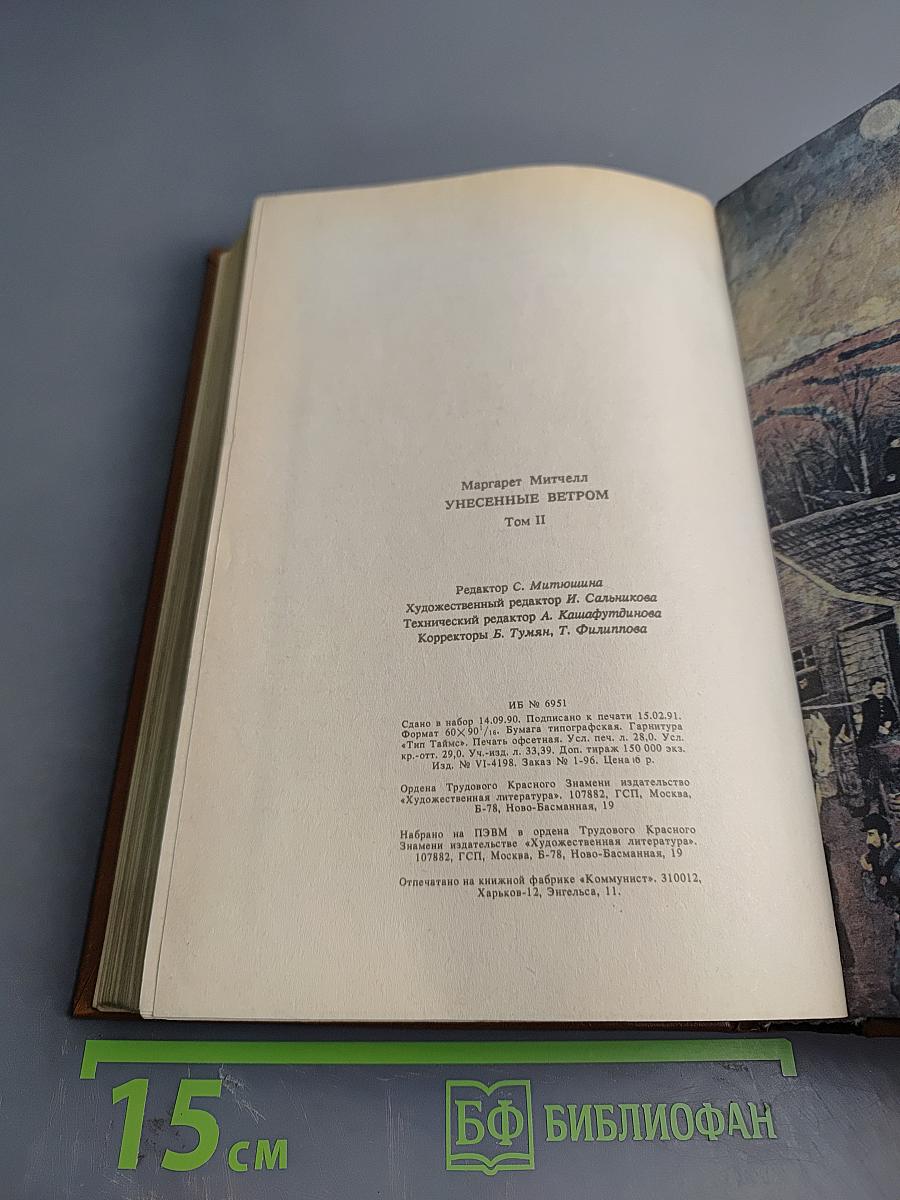 Маргарет Митчелл
УНЕСЕННЫЕ ВЕТРОМ
Том II
Редактор С. Митюшина
Художественный редактор И. Сальникова
Технический редактор А. Кашафутдинова
Корректоры Б. Тумян, Т. Филиппова
ИБ № 6951
Сдано в набор 14.09.90. Подписано к печати 15.02.91.
Формат 60×90¹/₁₆. Бумага типографская. Гарнитура
«Тип Таймс». Печать офсетная. Усл. печ. л. 28,0. Усл.
кр.-отт. 29,0. Уч.-изд. л. 33,39. Доп. тираж 150 000 экз.
Изд. № VI-4198. Заказ № 1-96. Цена 16 р.
Ордена Трудового Красного Знамени издательство
«Художественная литература». 107882, ГСП, Москва,
Б-78, Ново-Басманная, 19
Набрано на ПЭВМ в ордена Трудового Красного
Знамени издательстве «Художественная литература».
107882, ГСП, Москва, Б-78, Ново-Басманная, 19
Отпечатано на книжной фабрике «Коммунист». 310012,
Харьков-12, Энгельса, 11.
15 см
БФ БИБЛИОФАН